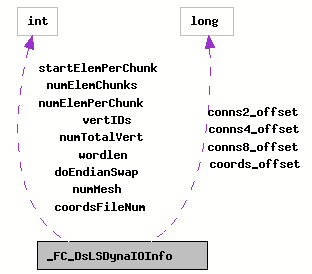 int
long
startElemPerChunk
numElemChunks
numElemPerChunk
vertIDs
numTotalVert
wordlen
doEndianSwap
numMesh
coordsFileNum
conns2_offset
conns4_offset
conns8_offset
coords_offset
_FC_DsLSDynaIOInfo